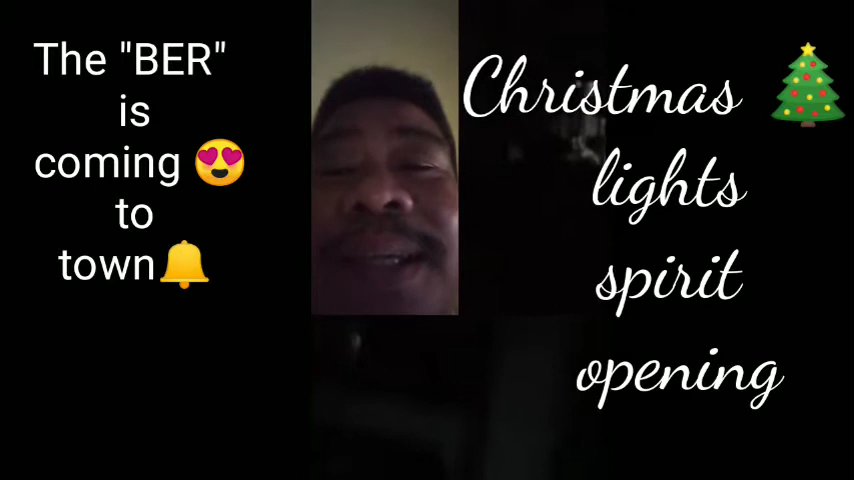 The "BER"
is
coming 😍
to
town🔔
Christmas 🎄
lights
spirit
opening